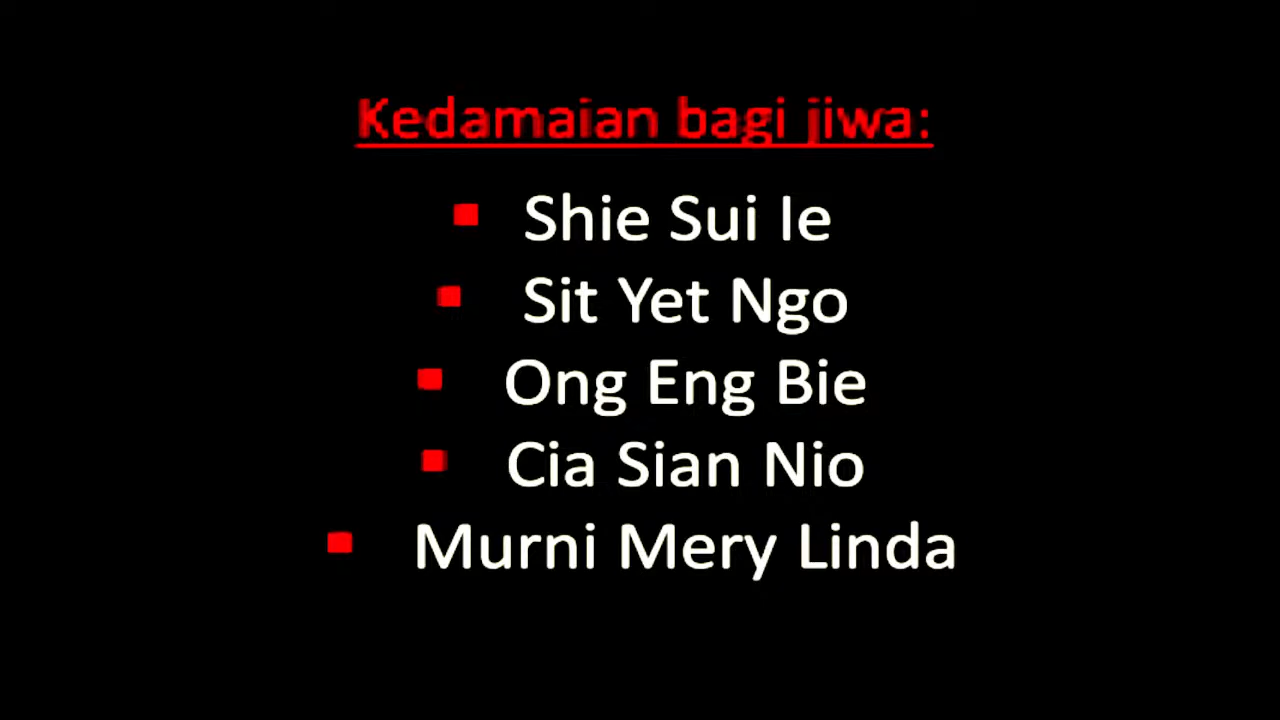 Kedamaian bagi jiwa:
▪ Shie Sui Ie
▪ Sit Yet Ngo
▪ Ong Eng Bie
▪ Cia Sian Nio
▪ Murni Mery Linda